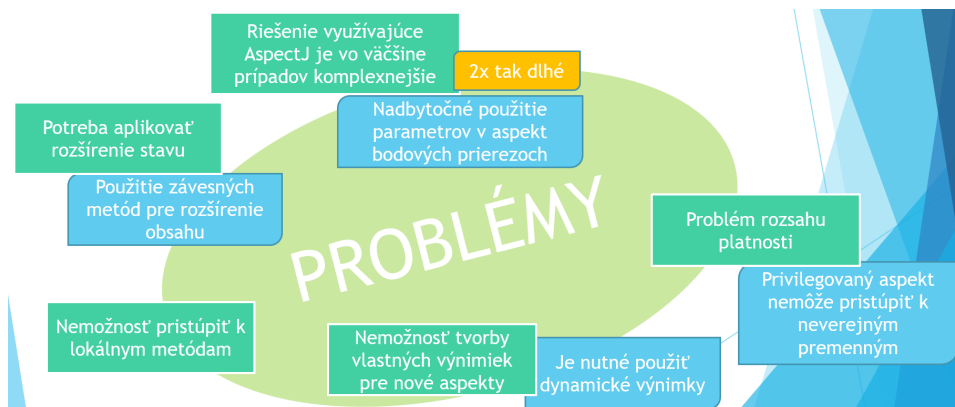 Riešenie využívajúce
AspectJ je vo väčšine
prípadov komplexnejšie
2x tak dlhé
Nadbytočné použitie
parametrov v aspekt
bodových prierezoch
Potreba aplikovať
rozšírenie stavu
Použitie závesných
metód pre rozšírenie
obsahu
PROBLÉMY
Problém rozsahu
platnosti
Privilegovaný aspekt
nemôže pristúpiť k
neverejným
premenným
Nemožnosť pristúpiť k
lokálnym metódam
Nemožnosť tvorby
vlastných výnimiek
pre nové aspekty
Je nutné použiť
dynamické výnimky